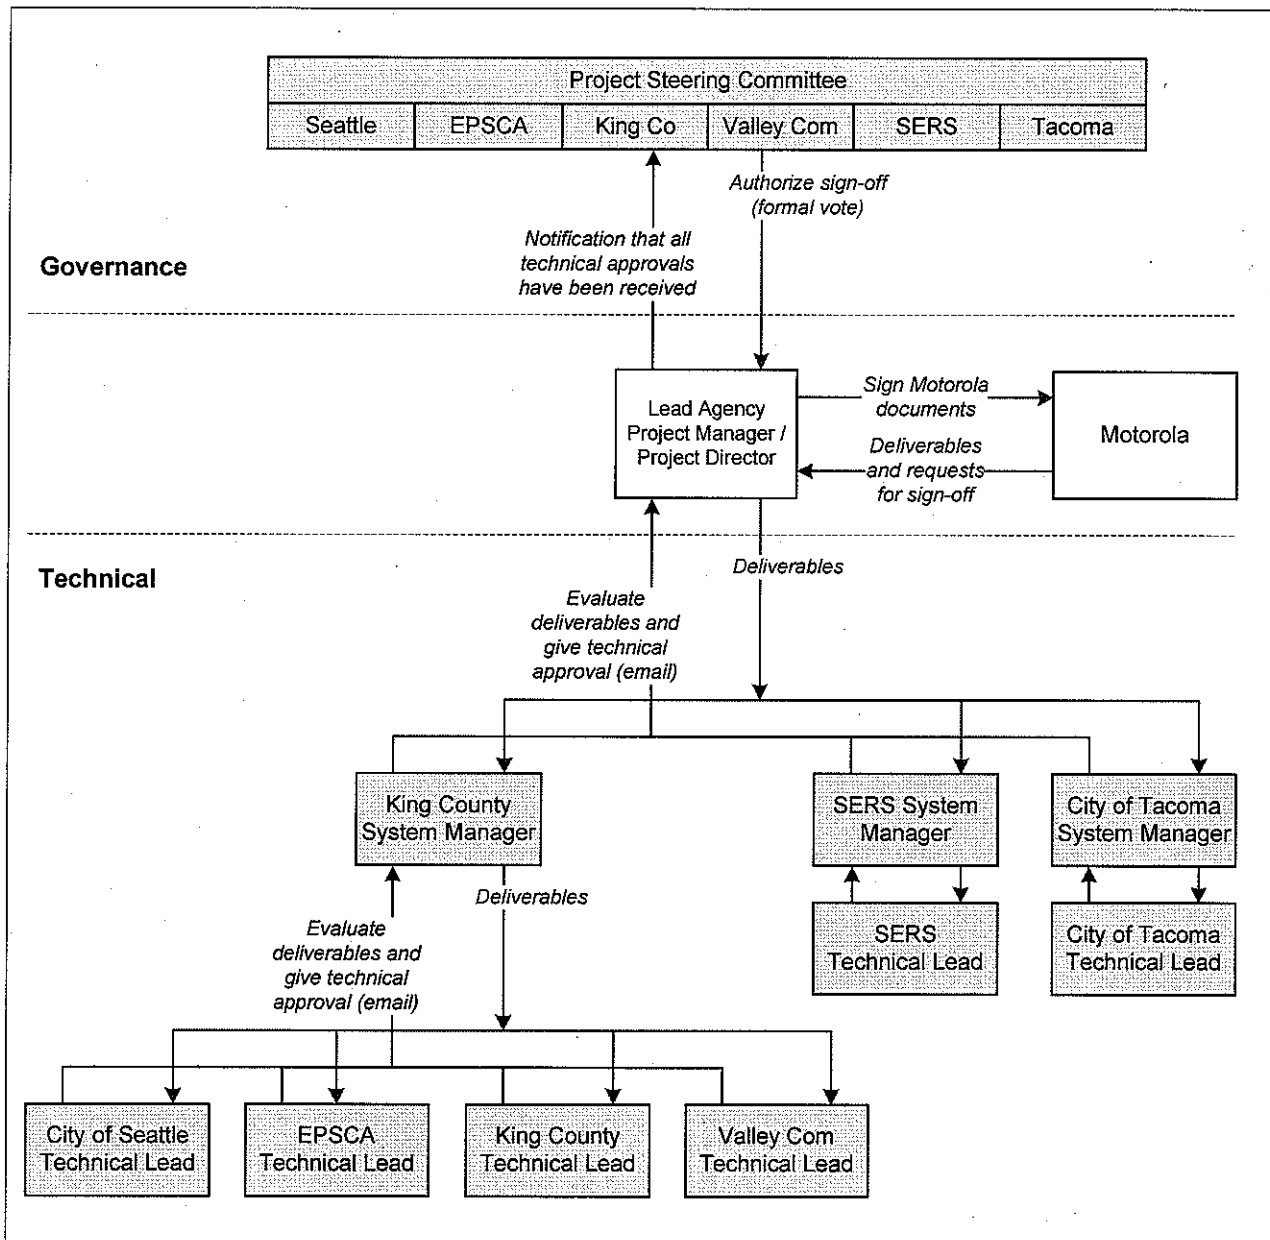 Project Steering Committee
Seattle EPSCA King Co Valley Com SERS Tacoma
Authorize sign-off
(formal vote)
Notification that all
technical approvals
have been received
Governance
Lead Agency
Project Manager /
Project Director
Sign Motorola
documents
Motorola
Deliverables
and requests
for sign-off
Technical
Deliverables
Evaluate
deliverables and
give technical
approval (email)
King County
System Manager
SERS System
Manager
City of Tacoma
System Manager
Deliverables
Evaluate
deliverables and
give technical
approval (email)
SERS
Technical Lead
City of Tacoma
Technical Lead
City of Seattle
Technical Lead
EPSCA
Technical Lead
King County
Technical Lead
Valley Com
Technical Lead